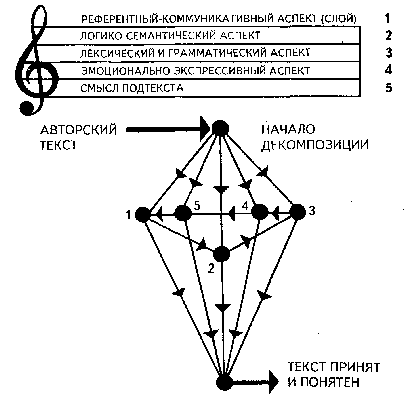 РЕФЕРЕНТНЫЙ-КОММУНИКАТИВНЫЙ АСПЕКТ (СЛОЙ) 1
ЛОГИКО СЕМАНТИЧЕСКИЙ АСПЕКТ 2
ЛЕКСИЧЕСКИЙ И ГРАММАТИЧЕСКИЙ АСПЕКТ 3
ЭМОЦИОНАЛЬНО ЭКСПРЕССИВНЫЙ АСПЕКТ 4
СМЫСЛ ПОДТЕКСТА 5
АВТОРСКИЙ
ТЕКСТ
НАЧАЛО
ДЕКОМПОЗИЦИИ
1 5 4 3
2
ТЕКСТ ПРИНЯТ
И ПОНЯТЕН